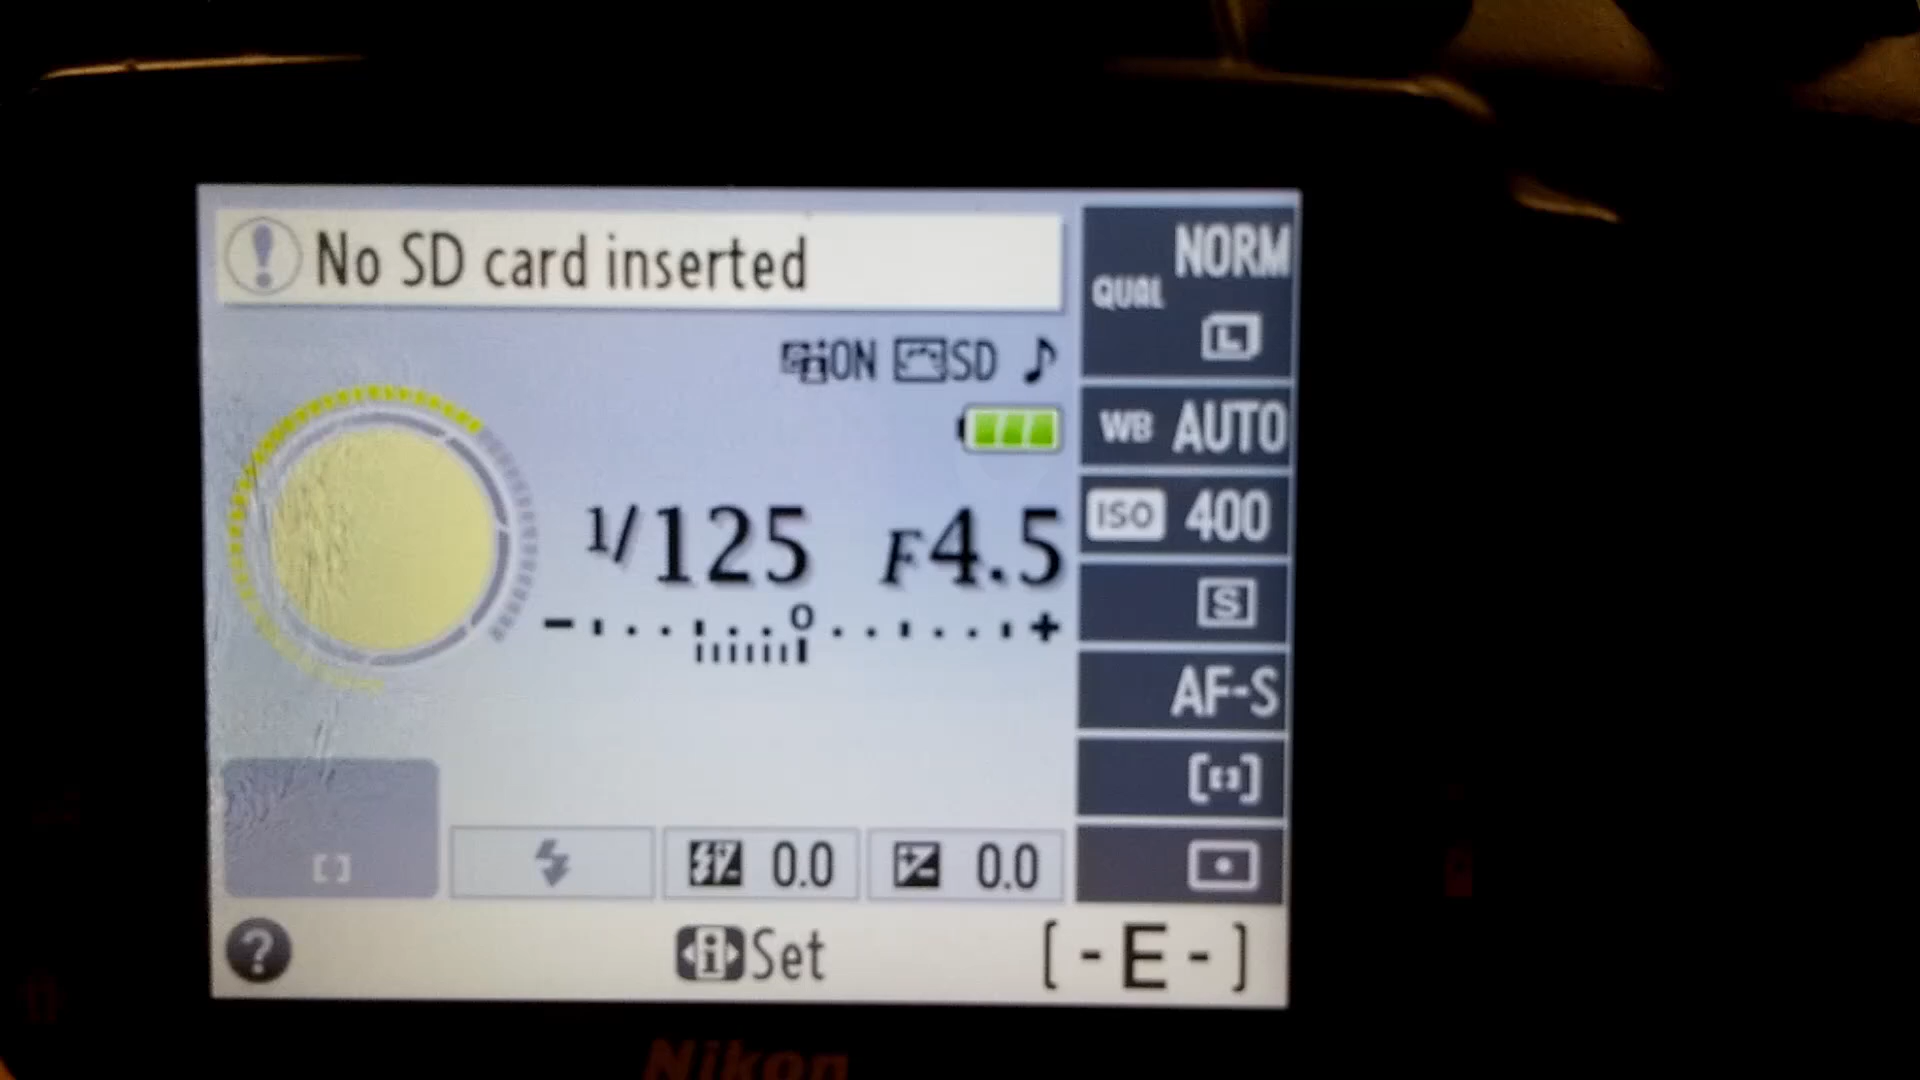 No SD card inserted
NORM
QUAL
L
ON SD
WB AUTO
1/125 F4.5
ISO 400
- 0 +
S
AF-S
0.0 0.0
? i Set [-E-]
Nikon